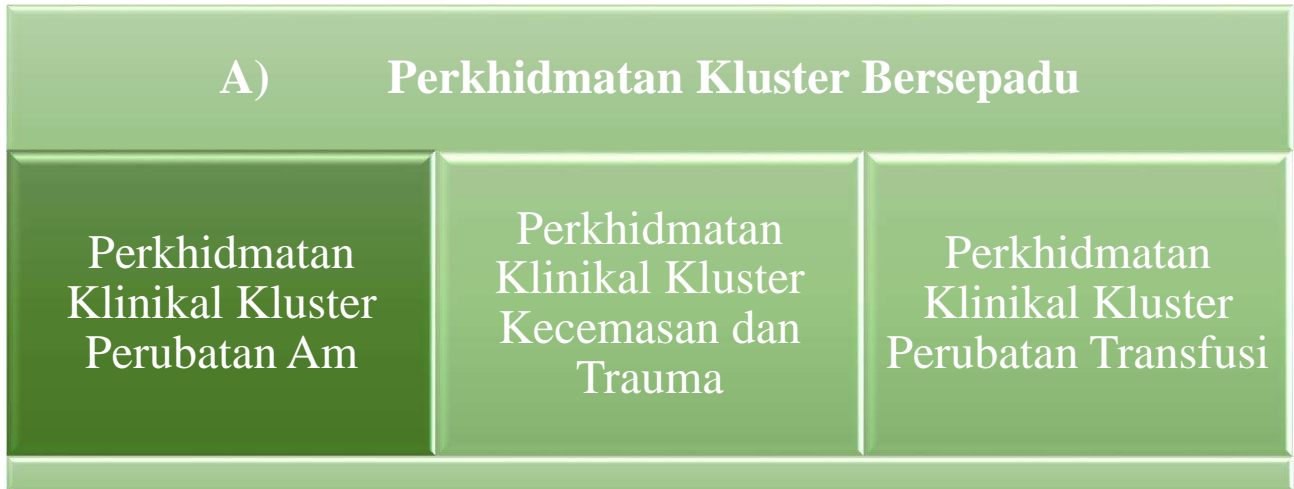 A) Perkhidmatan Kluster Bersepadu
Perkhidmatan
Klinikal Kluster
Perubatan Am
Perkhidmatan
Klinikal Kluster
Kecemasan dan
Trauma
Perkhidmatan
Klinikal Kluster
Perubatan Transfusi